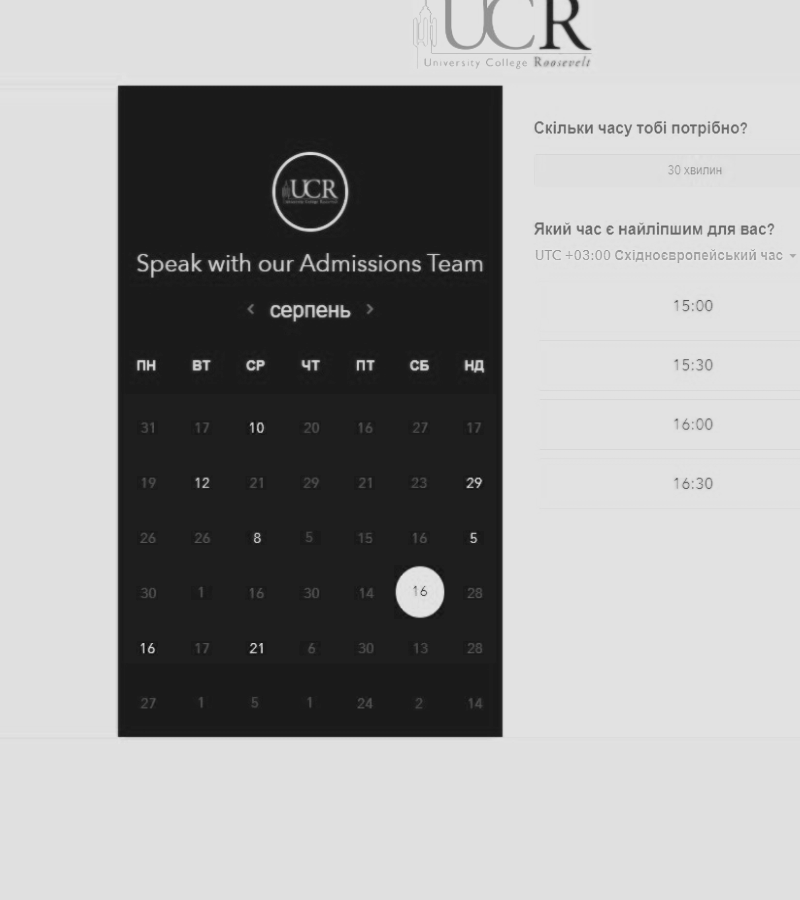 UCR
University College Roosevelt
UCR
Speak with our Admissions Team
< серпень >
ПН ВТ СР ЧТ ПТ СБ НД
31 17 10 20 16 27 17
19 12 21 29 21 23 29
26 26 8 5 15 16 5
30 1 16 30 14 16 28
16 17 21 6 30 13 28
27 1 5 1 24 2 14
Скільки часу тобі потрібно?
30 хвилин
Який час є найліпшим для вас?
UTC +03:00 Східноєвропейський час
15:00
15:30
16:00
16:30